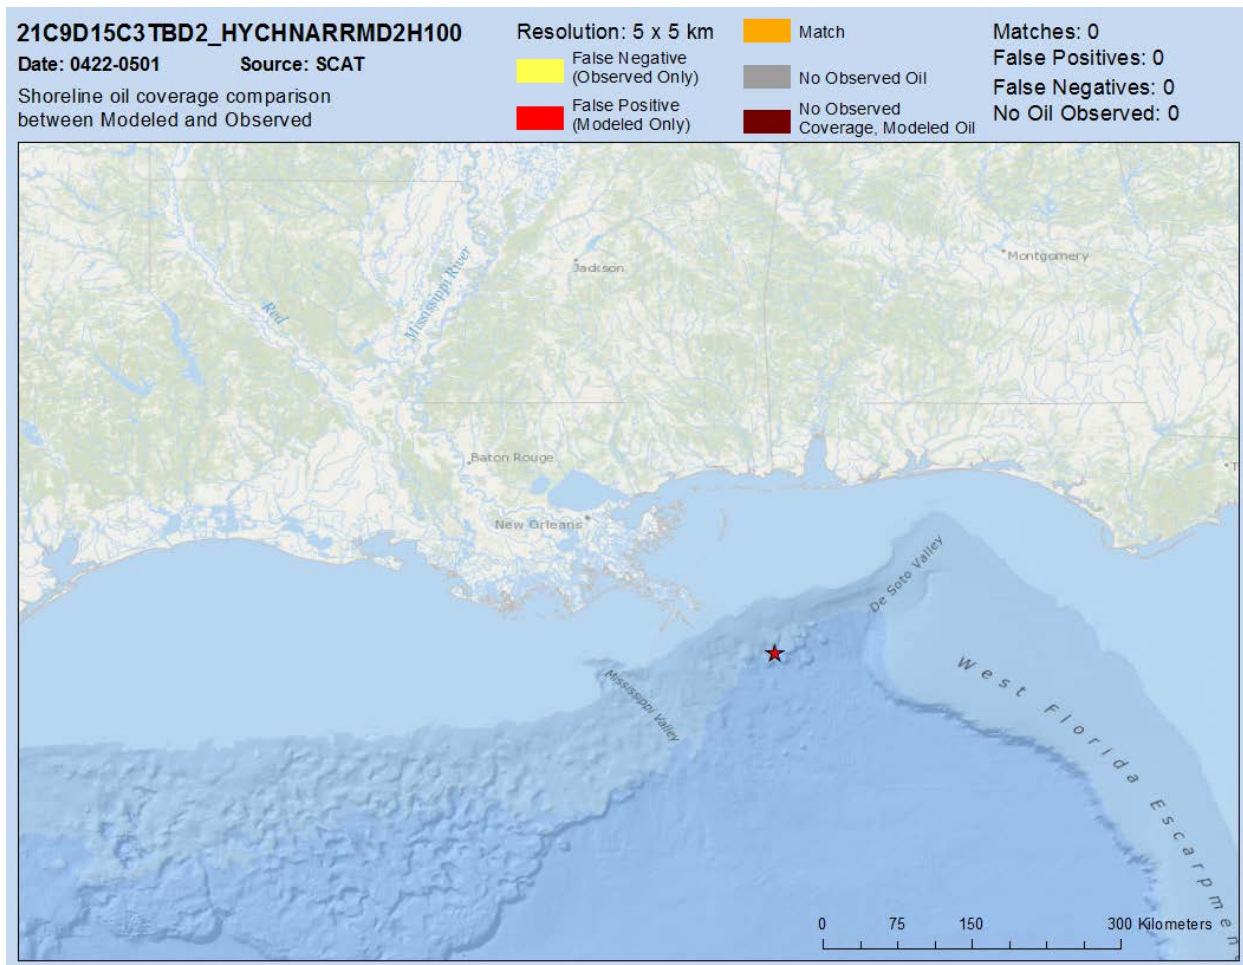 21C9D15C3TBD2_HYCHNARRMD2H100
Date: 0422-0501 Source: SCAT
Shoreline oil coverage comparison
between Modeled and Observed
Resolution: 5 x 5 km
False Negative
(Observed Only)
False Positive
(Modeled Only)
Match
No Observed Oil
No Observed
Coverage, Modeled Oil
Matches: 0
False Positives: 0
False Negatives: 0
No Oil Observed: 0
Mississippi River
Red
Jackson
Montgomery
Baton Rouge
New Orleans
T
De Soto Valley
Mississippi Valley
West Florida Escarpmen
0 75 150 300 Kilometers